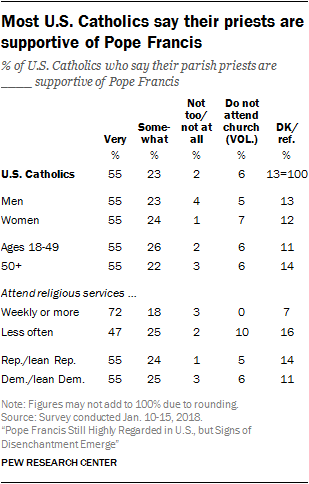 Most U.S. Catholics say their priests are
supportive of Pope Francis
% of U.S. Catholics who say their parish priests are
____ supportive of Pope Francis
Very Some-what Not too/not at all Do not attend church (VOL.) DK/ref.
% % % % %
U.S. Catholics 55 23 2 6 13=100
Men 55 23 4 5 13
Women 55 24 1 7 12
Ages 18-49 55 26 2 6 11
50+ 55 22 3 6 14
Attend religious services ...
Weekly or more 72 18 3 0 7
Less often 47 25 2 10 16
Rep./lean Rep. 55 24 1 5 14
Dem./lean Dem. 55 25 3 6 11
Note: Figures may not add to 100% due to rounding.
Source: Survey conducted Jan. 10-15, 2018.
"Pope Francis Still Highly Regarded in U.S., but Signs of
Disenchantment Emerge"
PEW RESEARCH CENTER